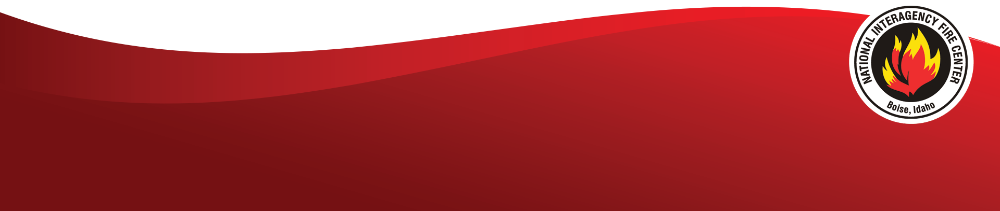 NATIONAL INTERAGENCY FIRE CENTER
Boise, Idaho